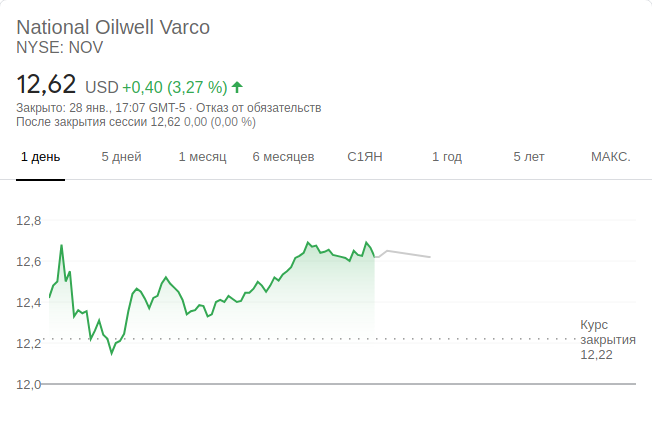 National Oilwell Varco
NYSE: NOV
12,62 USD +0,40 (3,27 %)
Закрыто: 28 янв., 17:07 GMT-5 · Отказ от обязательств
После закрытия сессии 12,62 0,00 (0,00 %)
1 день 5 дней 1 месяц 6 месяцев С1ЯН 1 год 5 лет МАКС.
12,8
12,6
12,4
12,2
12,0
Курс
закрытия
12,22